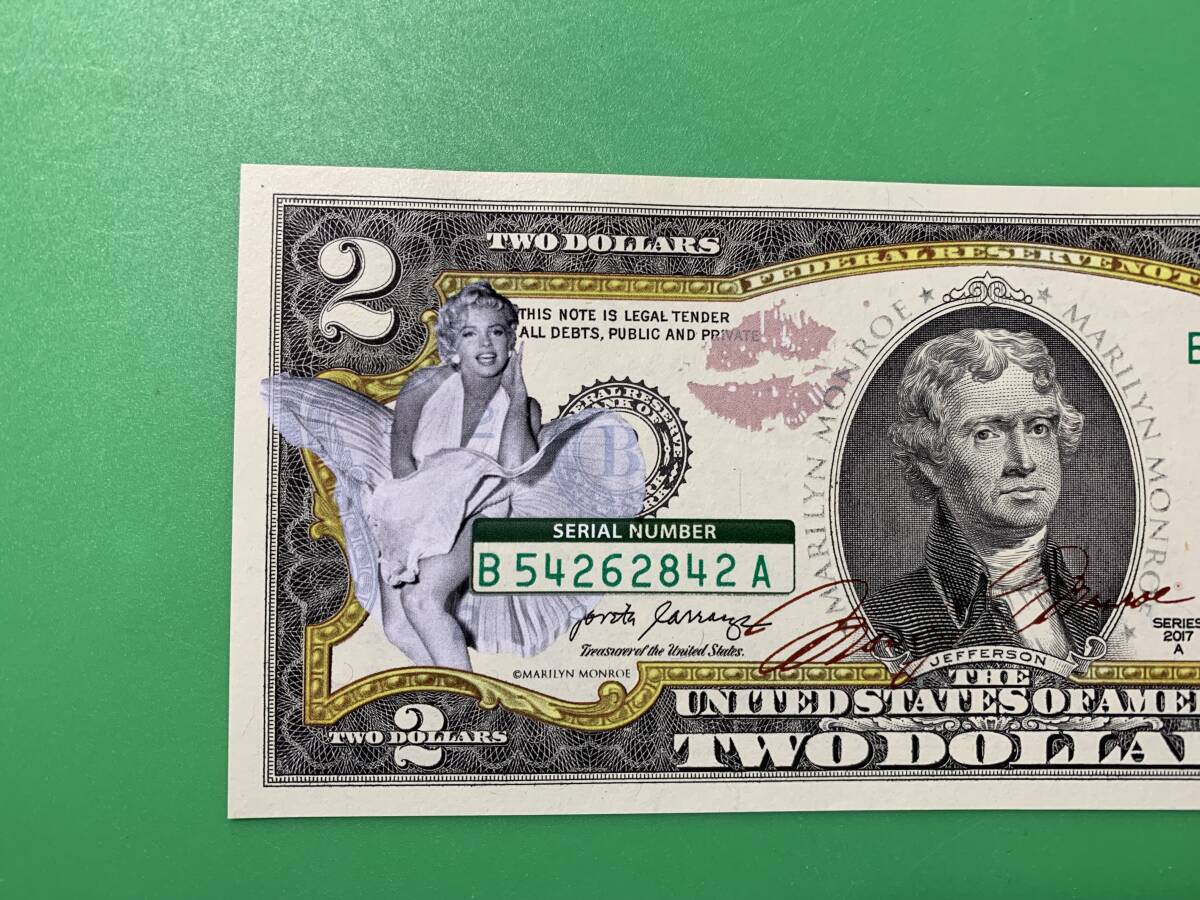 2
TWO DOLLARS
FEDERAL RESERVE NOT
THIS NOTE IS LEGAL TENDER
ALL DEBTS, PUBLIC AND PRIVATE
MARILYN MONROE
MARILYN MONROE
B
SERIAL NUMBER
B 54262842 A
B
Treasurer of the United States.
©MARILYN MONROE
SERIES
2017
A
JEFFERSON
THE
UNITED STATES OF AME
TWO DOLLA
2
TWO DOLLARS